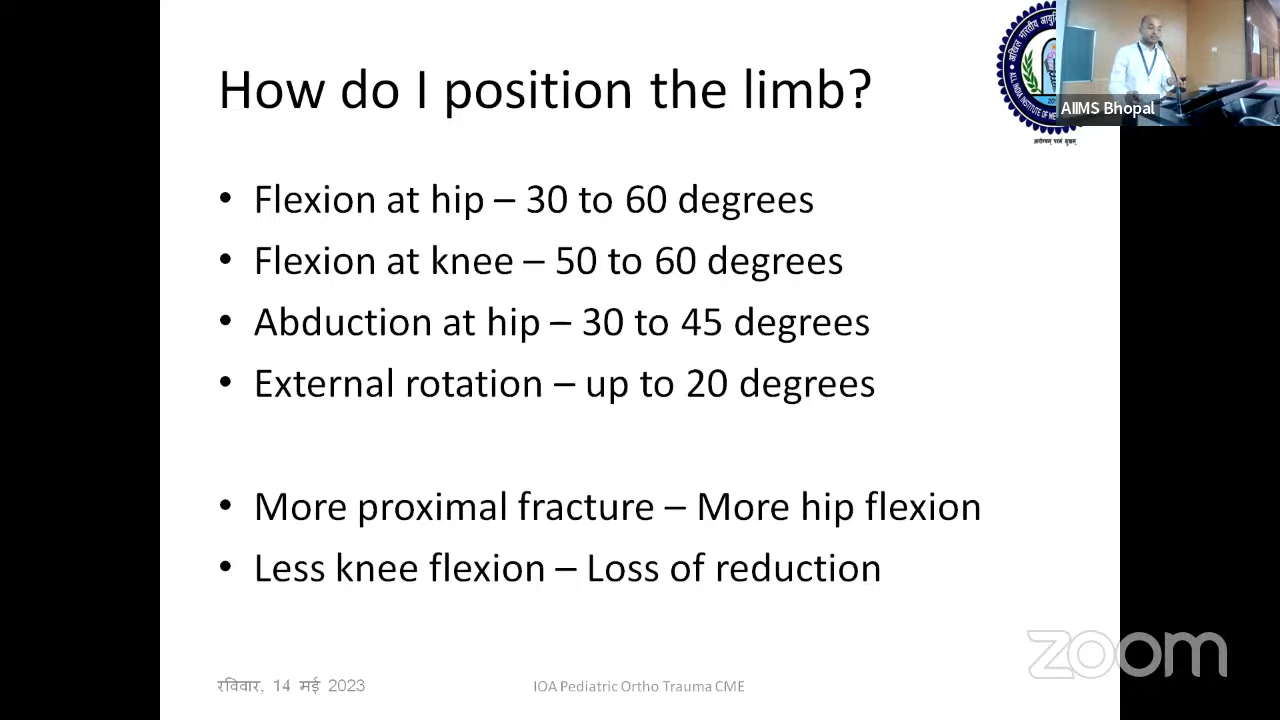 How do I position the limb?
AIIMS Bhopal
• Flexion at hip – 30 to 60 degrees
• Flexion at knee – 50 to 60 degrees
• Abduction at hip – 30 to 45 degrees
• External rotation – up to 20 degrees
• More proximal fracture – More hip flexion
• Less knee flexion – Loss of reduction
zoom
रविवार, 14 मई 2023
IOA Pediatric Ortho Trauma CME